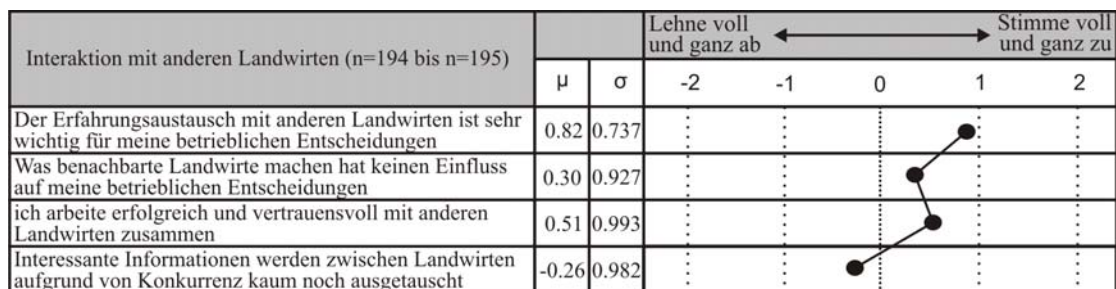 Interaktion mit anderen Landwirten (n=194 bis n=195)
Lehne voll
und ganz ab
Stimme voll
und ganz zu
μ σ -2 -1 0 1 2
Der Erfahrungsaustausch mit anderen Landwirten ist sehr
wichtig für meine betrieblichen Entscheidungen
0.82 0.737
Was benachbarte Landwirte machen hat keinen Einfluss
auf meine betrieblichen Entscheidungen
0.30 0.927
ich arbeite erfolgreich und vertrauensvoll mit anderen
Landwirten zusammen
0.51 0.993
Interessante Informationen werden zwischen Landwirten
aufgrund von Konkurrenz kaum noch ausgetauscht
-0.26 0.982